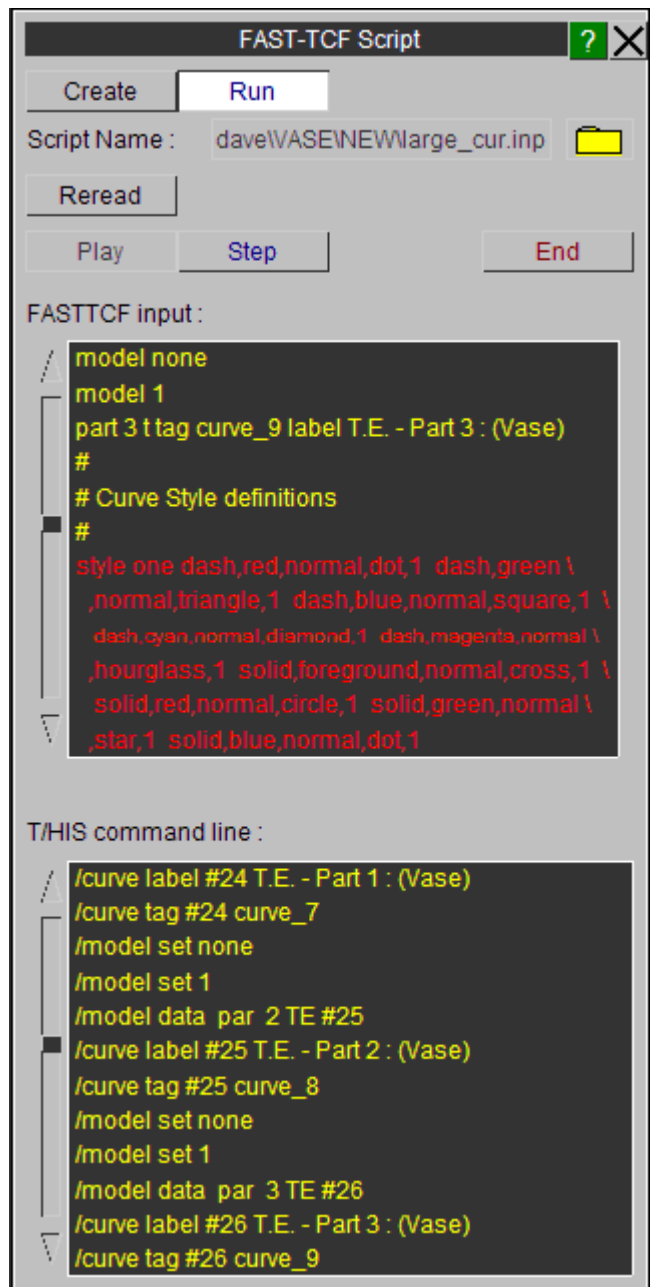 FAST-TCF Script ? X
Create Run
Script Name : dave\VASE\NEW\large_cur.inp
Reread
Play Step End
FASTTCF input :
model none
model 1
part 3 t tag curve_9 label T.E. - Part 3 : (Vase)
#
# Curve Style definitions
#
style one dash,red,normal,dot,1 dash,green \
,normal,triangle,1 dash,blue,normal,square,1 \
dash,cyan,normal,diamond,1 dash,magenta,normal \
,hourglass,1 solid,foreground,normal,cross,1 \
solid,red,normal,circle,1 solid,green,normal \
,star,1 solid,blue,normal,dot,1
T/HIS command line :
/curve label #24 T.E. - Part 1 : (Vase)
/curve tag #24 curve_7
/model set none
/model set 1
/model data par 2 TE #25
/curve label #25 T.E. - Part 2 : (Vase)
/curve tag #25 curve_8
/model set none
/model set 1
/model data par 3 TE #26
/curve label #26 T.E. - Part 3 : (Vase)
/curve tag #26 curve_9